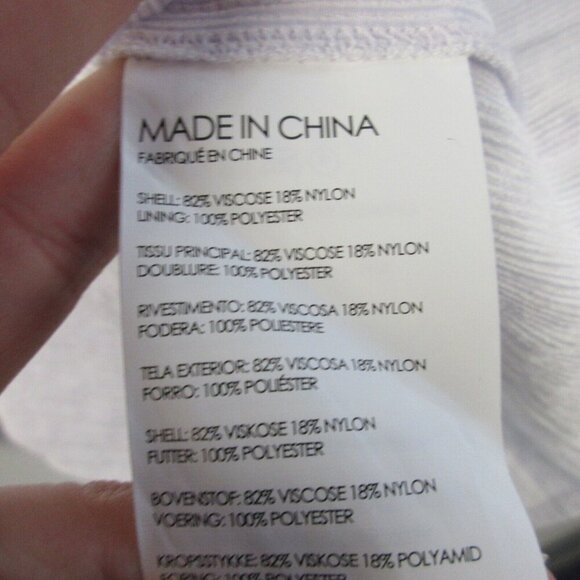 MADE IN CHINA
FABRIQUÉ EN CHINE
SHELL: 82% VISCOSE 18% NYLON
LINING: 100% POLYESTER
TISSU PRINCIPAL: 82% VISCOSE 18% NYLON
DOUBLURE: 100% POLYESTER
RIVESTIMENTO: 82% VISCOSA 18% NYLON
FODERA: 100% POLIESTERE
TELA EXTERIOR: 82% VISCOSA 18% NYLON
FORRO: 100% POLIÉSTER
SHELL: 82% VISKOSE 18% NYLON
FUTTER: 100% POLYESTER
BOVENSTOF: 82% VISCOSE 18% NYLON
VOERING: 100% POLYESTER
KROPSSTYKKE: 82% VISCOSE 18% POLYAMID